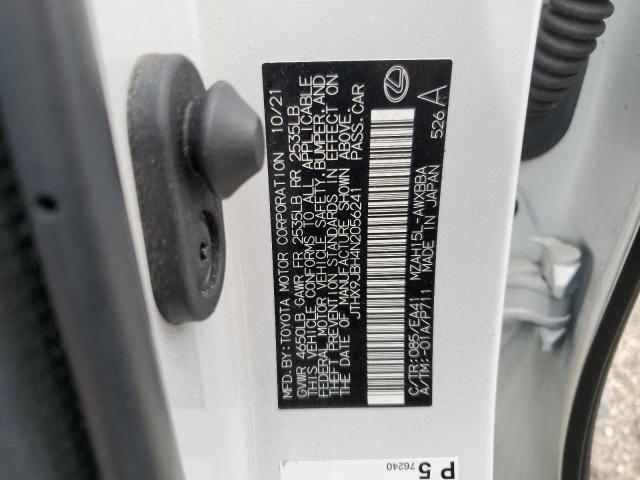 MFD. BY: TOYOTA MOTOR CORPORATION 10/21
GVWR 4650LB GAWR FR 2535LB RR 2535LB
THIS VEHICLE CONFORMS TO ALL APPLICABLE
FEDERAL MOTOR VEHICLE SAFETY, BUMPER, AND
THEFT PREVENTION STANDARDS IN EFFECT ON
THE DATE OF MANUFACTURE SHOWN ABOVE.
JTHX9JBH4N2056241 PASS. CAR
C/TR: 085/EA41 MZAH15L-AWXBBA
A/TM: -01A/P711 MADE IN JAPAN 526 A
P 5
76240